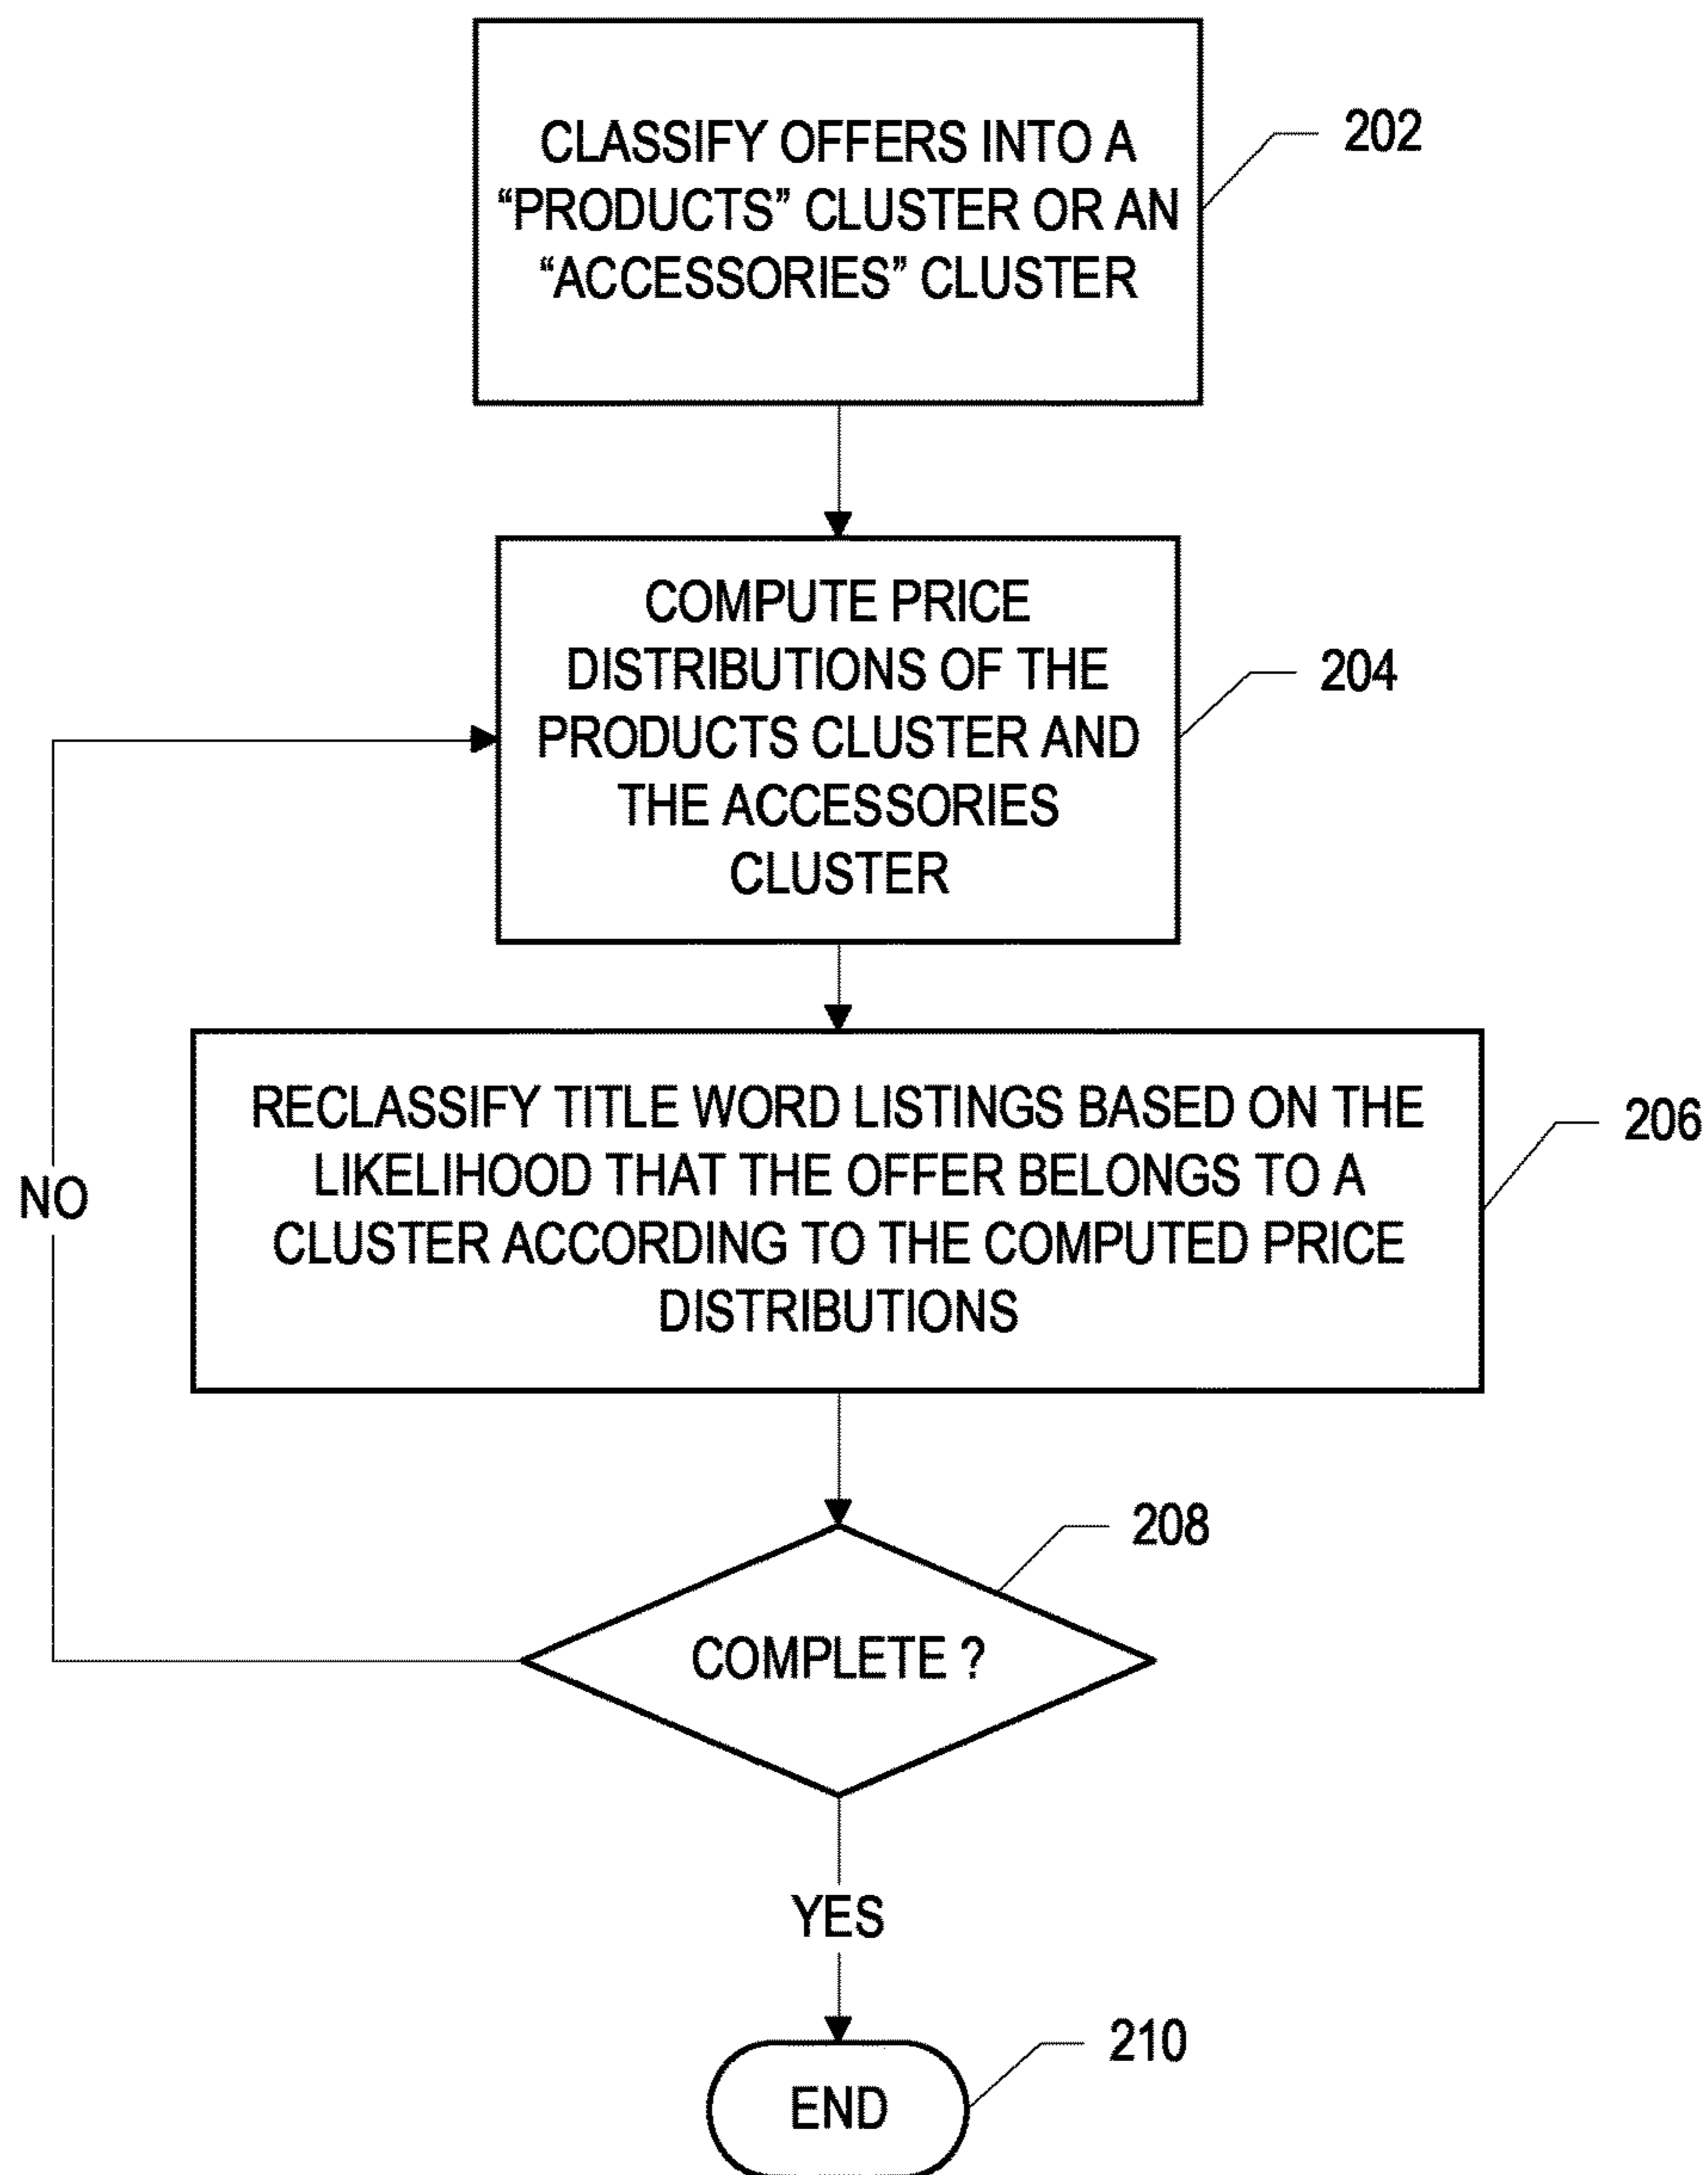 CLASSIFY OFFERS INTO A
“PRODUCTS” CLUSTER OR AN
“ACCESSORIES” CLUSTER
202
COMPUTE PRICE
DISTRIBUTIONS OF THE
PRODUCTS CLUSTER AND
THE ACCESSORIES
CLUSTER
204
RECLASSIFY TITLE WORD LISTINGS BASED ON THE
LIKELIHOOD THAT THE OFFER BELONGS TO A
CLUSTER ACCORDING TO THE COMPUTED PRICE
DISTRIBUTIONS
206
NO
208
COMPLETE ?
YES
210
END